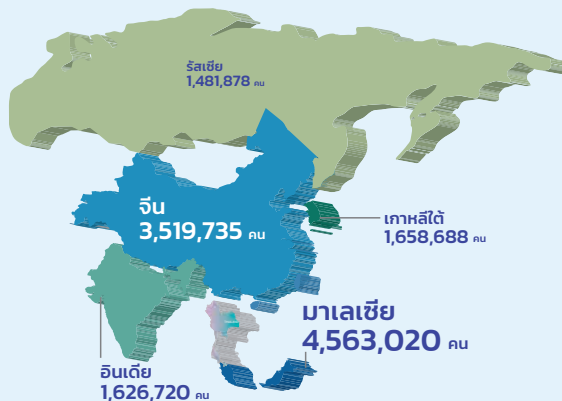 รัสเซีย
1,481,878 คน
จีน
3,519,735 คน
เกาหลีใต้
1,658,688 คน
มาเลเซีย
4,563,020 คน
อินเดีย
1,626,720 คน